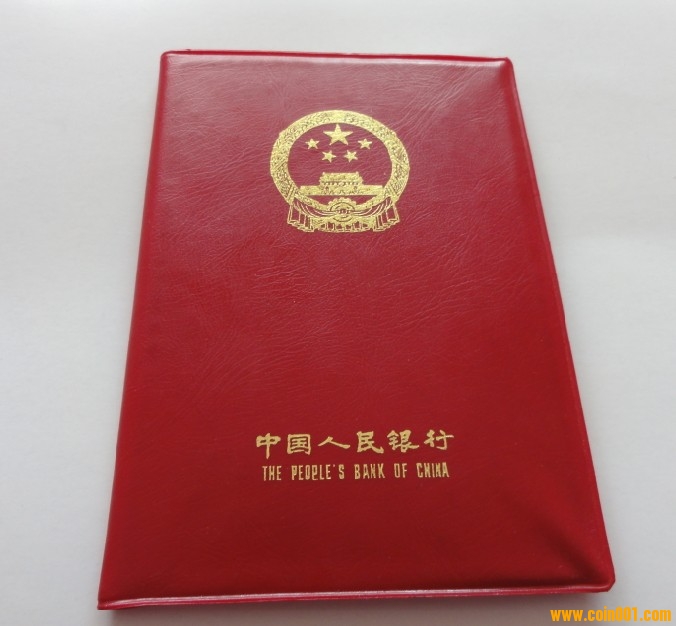 中国人民银行
THE PEOPLE'S BANK OF CHINA
www.coin001.com